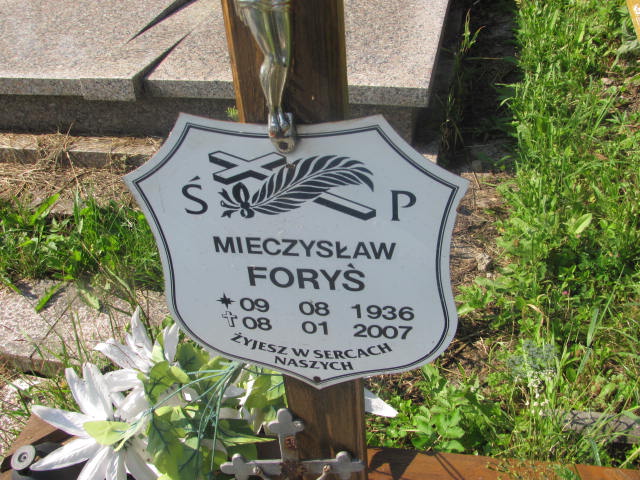 Ś P
MIECZYSŁAW
FORYŚ
09 08 1936
08 01 2007
ŻYJESZ W SERCACH
NASZYCH